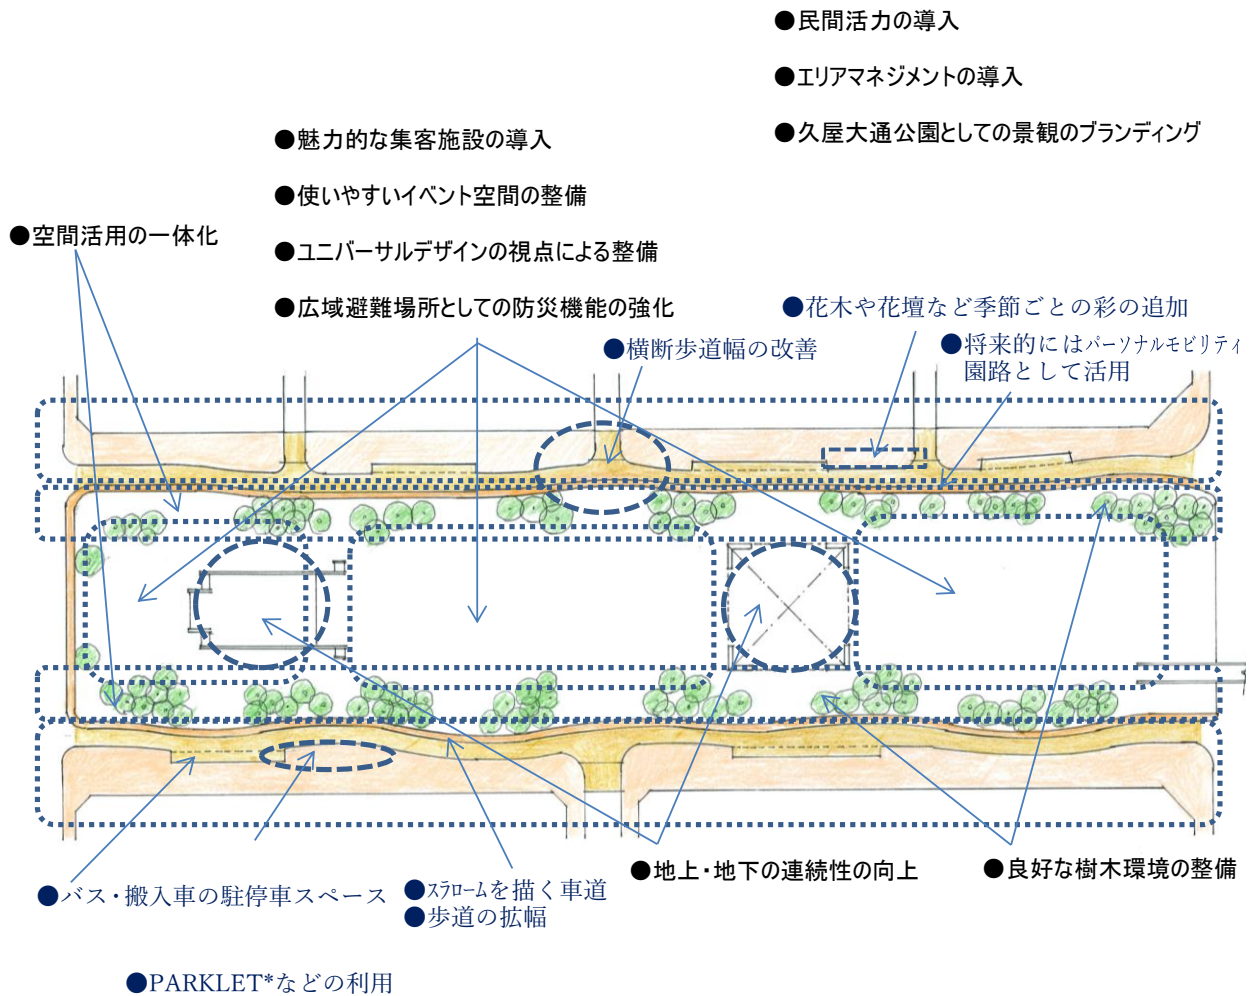 ●民間活力の導入
●エリアマネジメントの導入
●久屋大通公園としての景観のブランディング
●魅力的な集客施設の導入
●使いやすいイベント空間の整備
●空間活用の一体化
●ユニバーサルデザインの視点による整備
●広域避難場所としての防災機能の強化
●花木や花壇など季節ごとの彩の追加
●横断歩道幅の改善
●将来的にはパーソナルモビリティ
園路として活用
●地上・地下の連続性の向上
●良好な樹木環境の整備
●バス・搬入車の駐停車スペース
●スラロームを描く車道
●歩道の拡幅
●PARKLET*などの利用